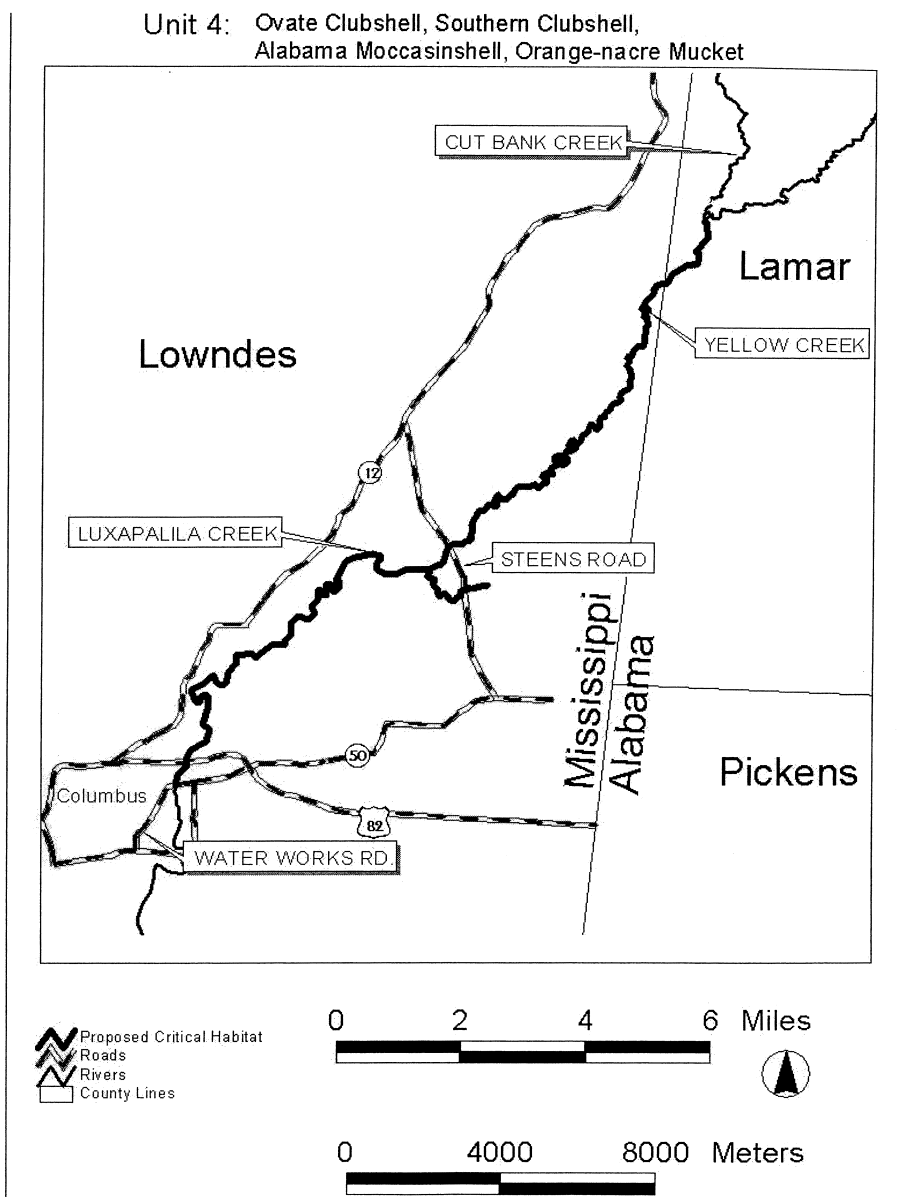 Unit 4: Ovate Clubshell, Southern Clubshell,
Alabama Moccasinshell, Orange-nacre Mucket
CUT BANK CREEK
Lamar
YELLOW CREEK
Lowndes
12
LUXAPALILA CREEK
STEENS ROAD
Mississippi
Alabama
50
Pickens
Columbus
82
WATER WORKS RD.
Proposed Critical Habitat
Roads
Rivers
County Lines
0 2 4 6 Miles
0 4000 8000 Meters